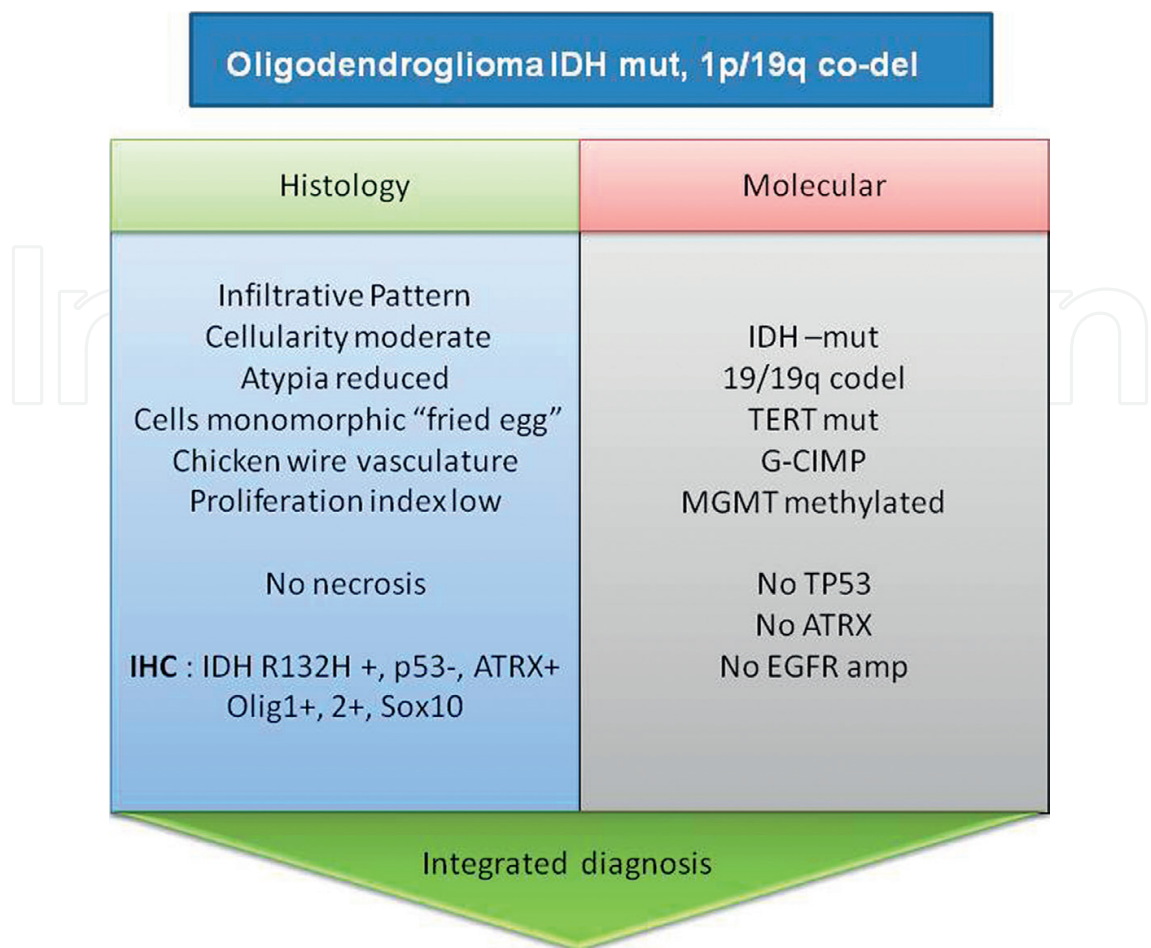 Oligodendroglioma IDH mut, 1p/19q co-del
Histology
Molecular
Infiltrative Pattern
Cellularity moderate
Atypia reduced
Cells monomorphic “fried egg”
Chicken wire vasculature
Proliferation index low
No necrosis
IHC : IDH R132H +, p53-, ATRX+
Olig1+, 2+, Sox10
IDH –mut
19/19q codel
TERT mut
G-CIMP
MGMT methylated
No TP53
No ATRX
No EGFR amp
Integrated diagnosis